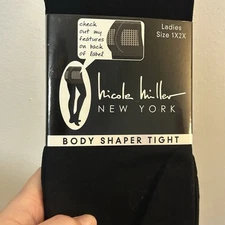 check
out my
features
on back
of label
Ladies
Size 1X2X
nicole miller
NEW YORK
BODY SHAPER TIGHT